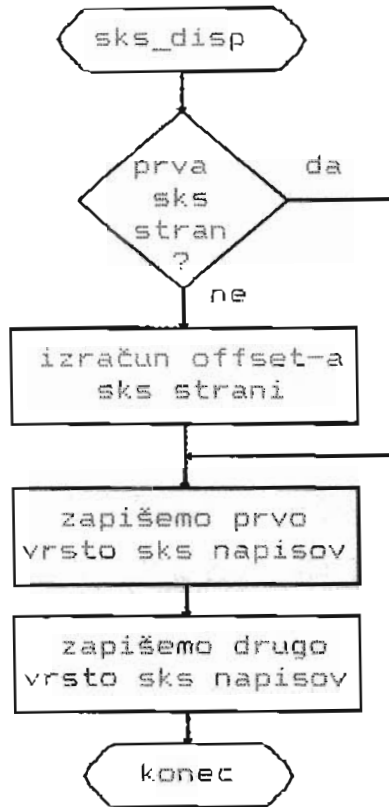 sks_disp
prva
sks
stran
?
da
ne
izračun offset-a
sks strani
zapišemo prvo
vrsto sks napisov
zapišemo drugo
vrsto sks napisov
konec